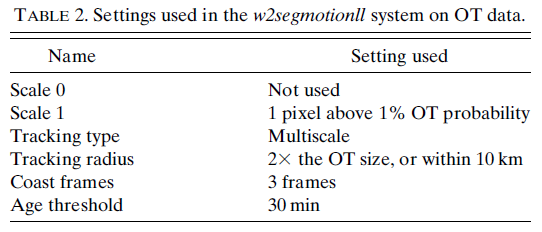 TABLE 2. Settings used in the w2segmotionll system on OT data.
Name Setting used
Scale 0 Not used
Scale 1 1 pixel above 1% OT probability
Tracking type Multiscale
Tracking radius 2× the OT size, or within 10 km
Coast frames 3 frames
Age threshold 30 min